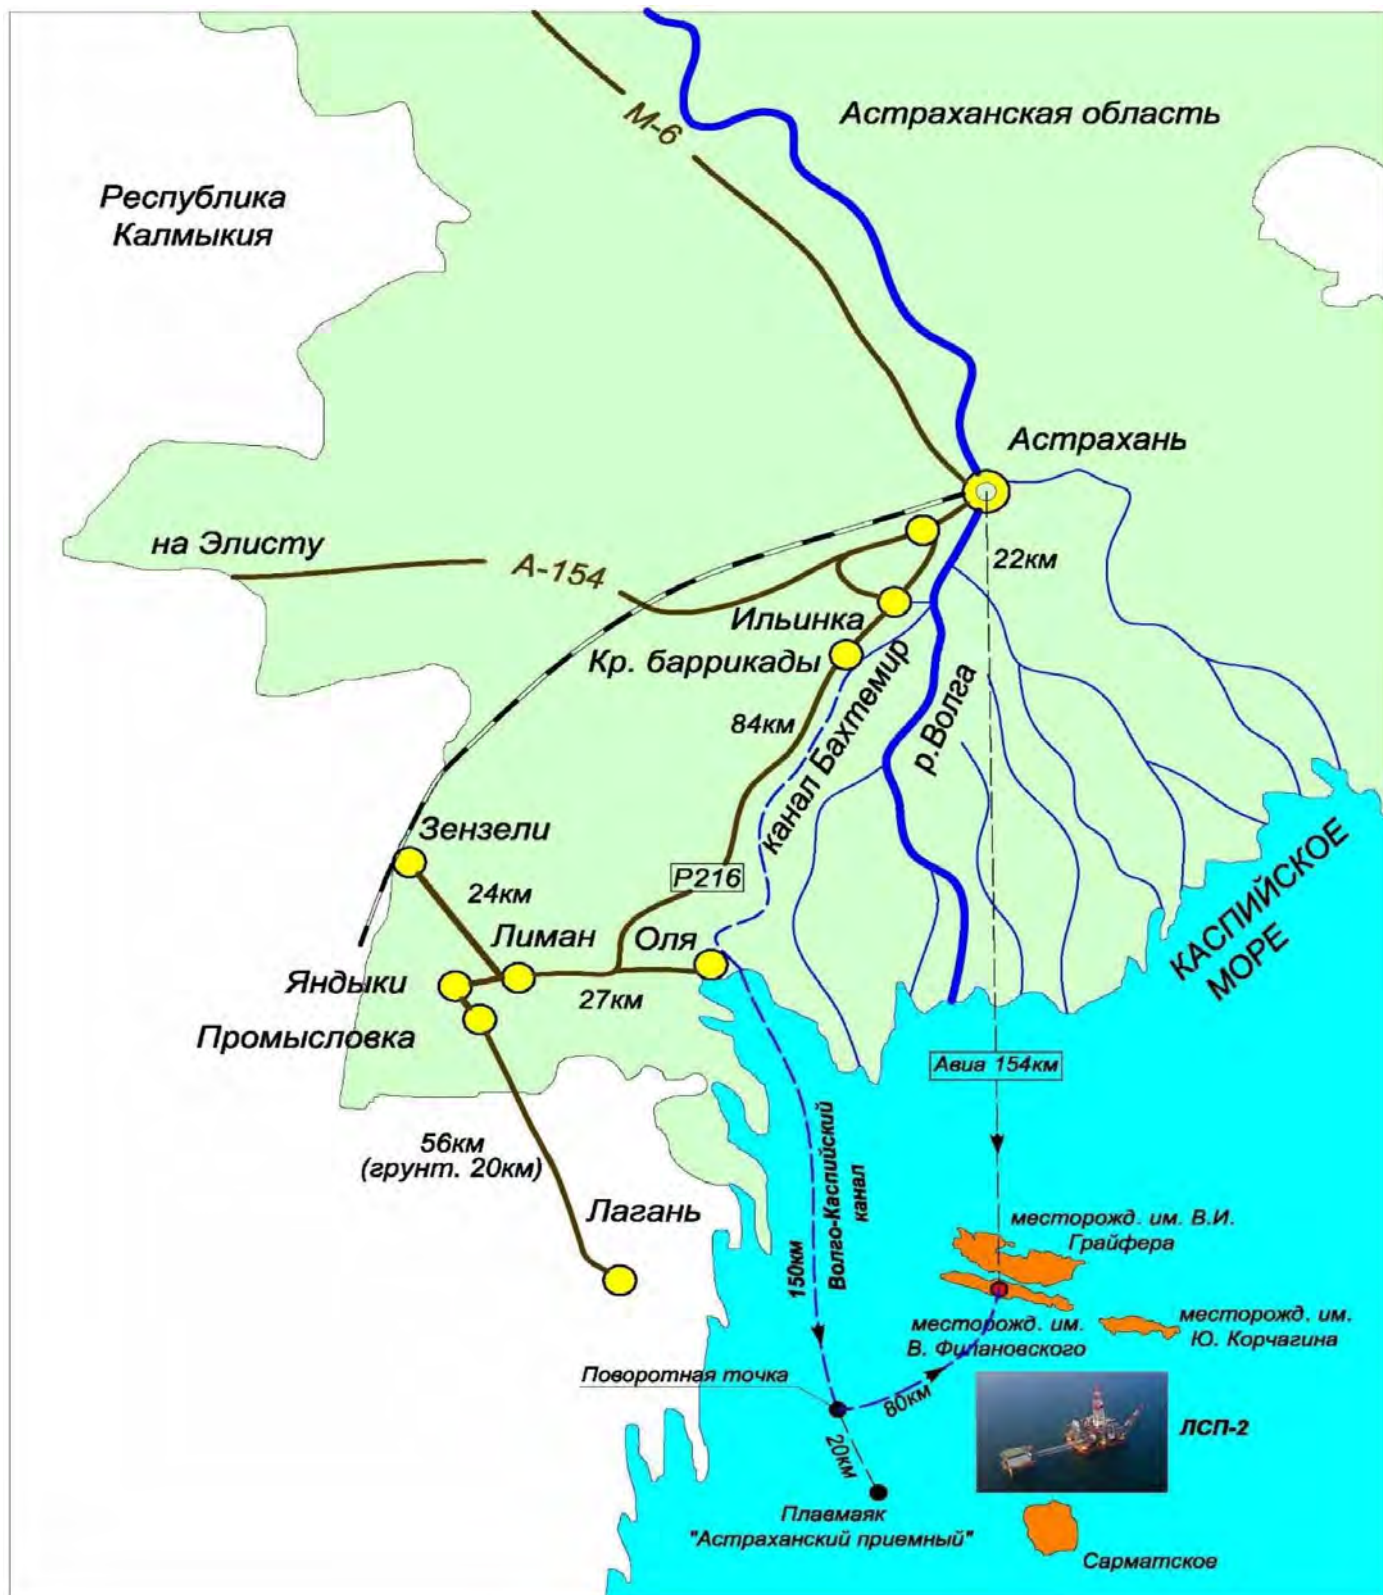 Астраханская область
М-6
Республика
Калмыкия
Астрахань
на Элисту
А-154
22км
Ильинка
Кр. баррикады
канал Бахтемир
р.Волга
84км
КАСПИЙСКОЕ
МОРЕ
Зензели
Р216
24км
Лиман
Оля
Яндыки
27км
Промысловка
Авиа 154км
56км
(грунт. 20км)
Волго-Каспийский
канал
150км
Лагань
месторожд. им. В.И.
Грайфера
месторожд. им.
В. Филановского
месторожд. им.
Ю. Корчагина
Поворотная точка
80км
ЛСП-2
20км
Плавмаяк
"Астраханский приемный"
Сарматское